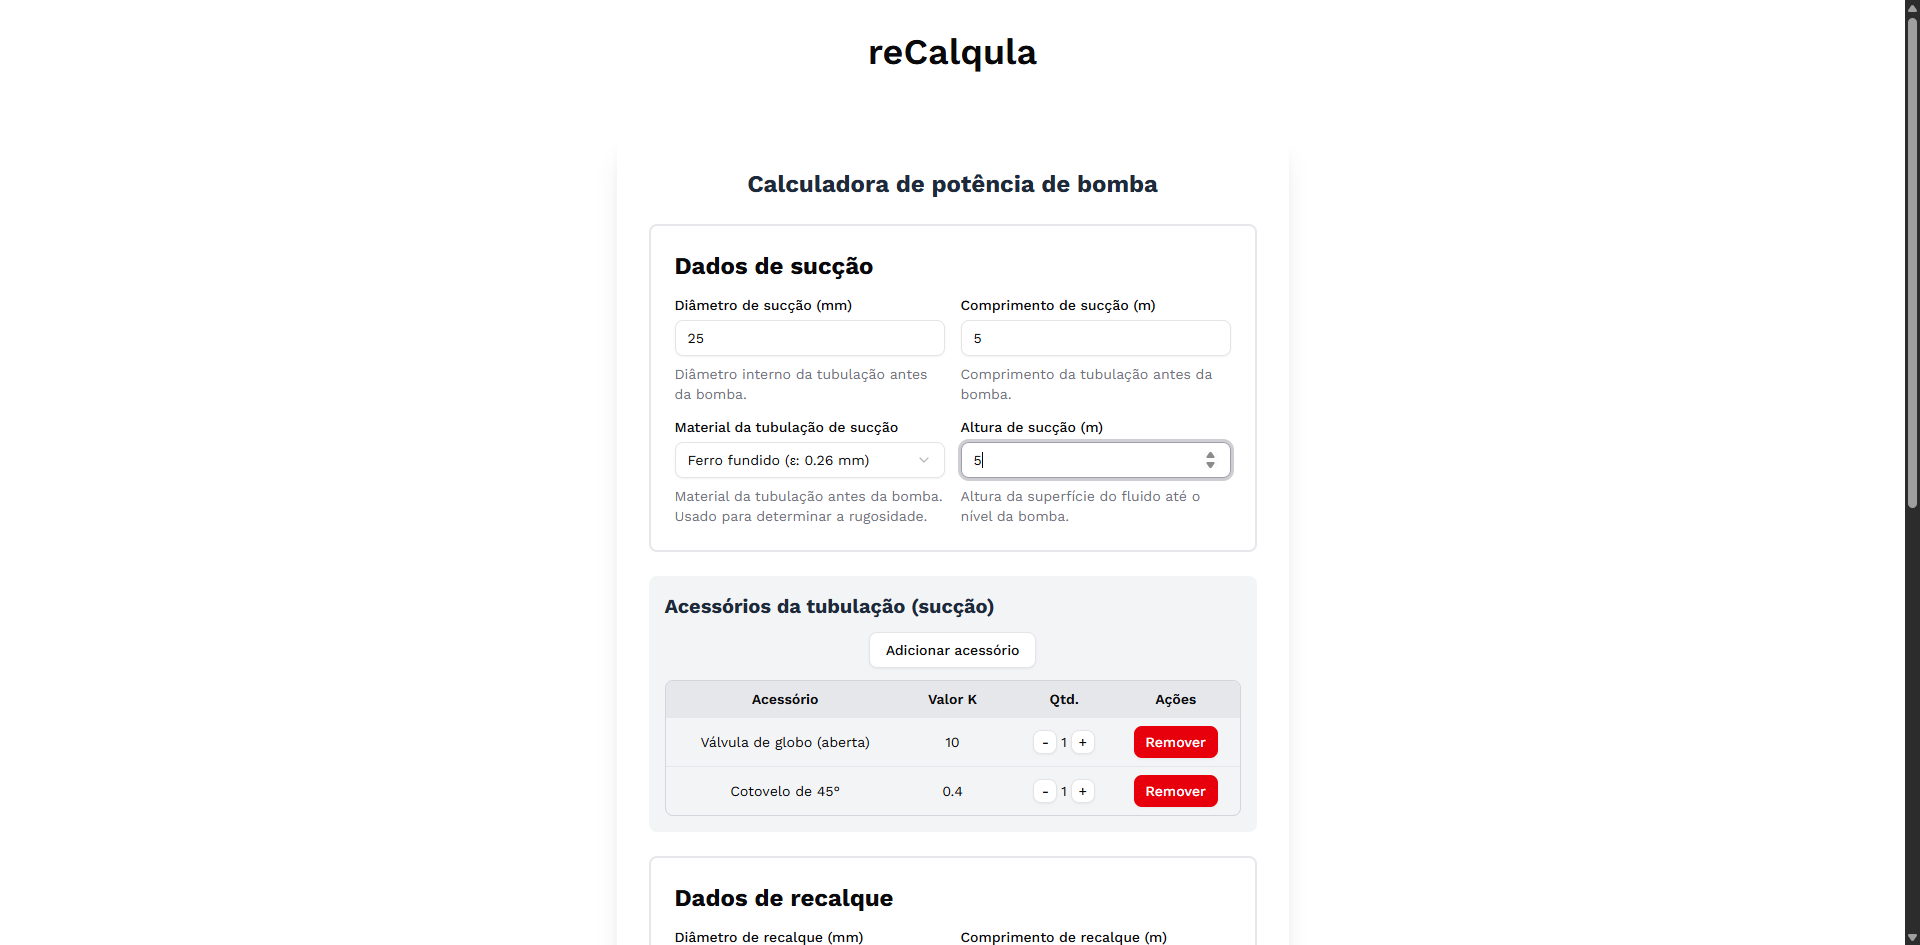 reCalqula
Calculadora de potência de bomba
Dados de sucção
Diâmetro de sucção (mm)
25
Diâmetro interno da tubulação antes
da bomba.
Comprimento de sucção (m)
5
Comprimento da tubulação antes da
bomba.
Material da tubulação de sucção
Ferro fundido (ε: 0.26 mm)
Material da tubulação antes da bomba.
Usado para determinar a rugosidade.
Altura de sucção (m)
5
Altura da superfície do fluido até o
nível da bomba.
Acessórios da tubulação (sucção)
Adicionar acessório
Acessório Valor K Qtd. Ações
Válvula de globo (aberta) 10 - 1 + Remover
Cotovelo de 45° 0.4 - 1 + Remover
Dados de recalque
Diâmetro de recalque (mm)
Comprimento de recalque (m)